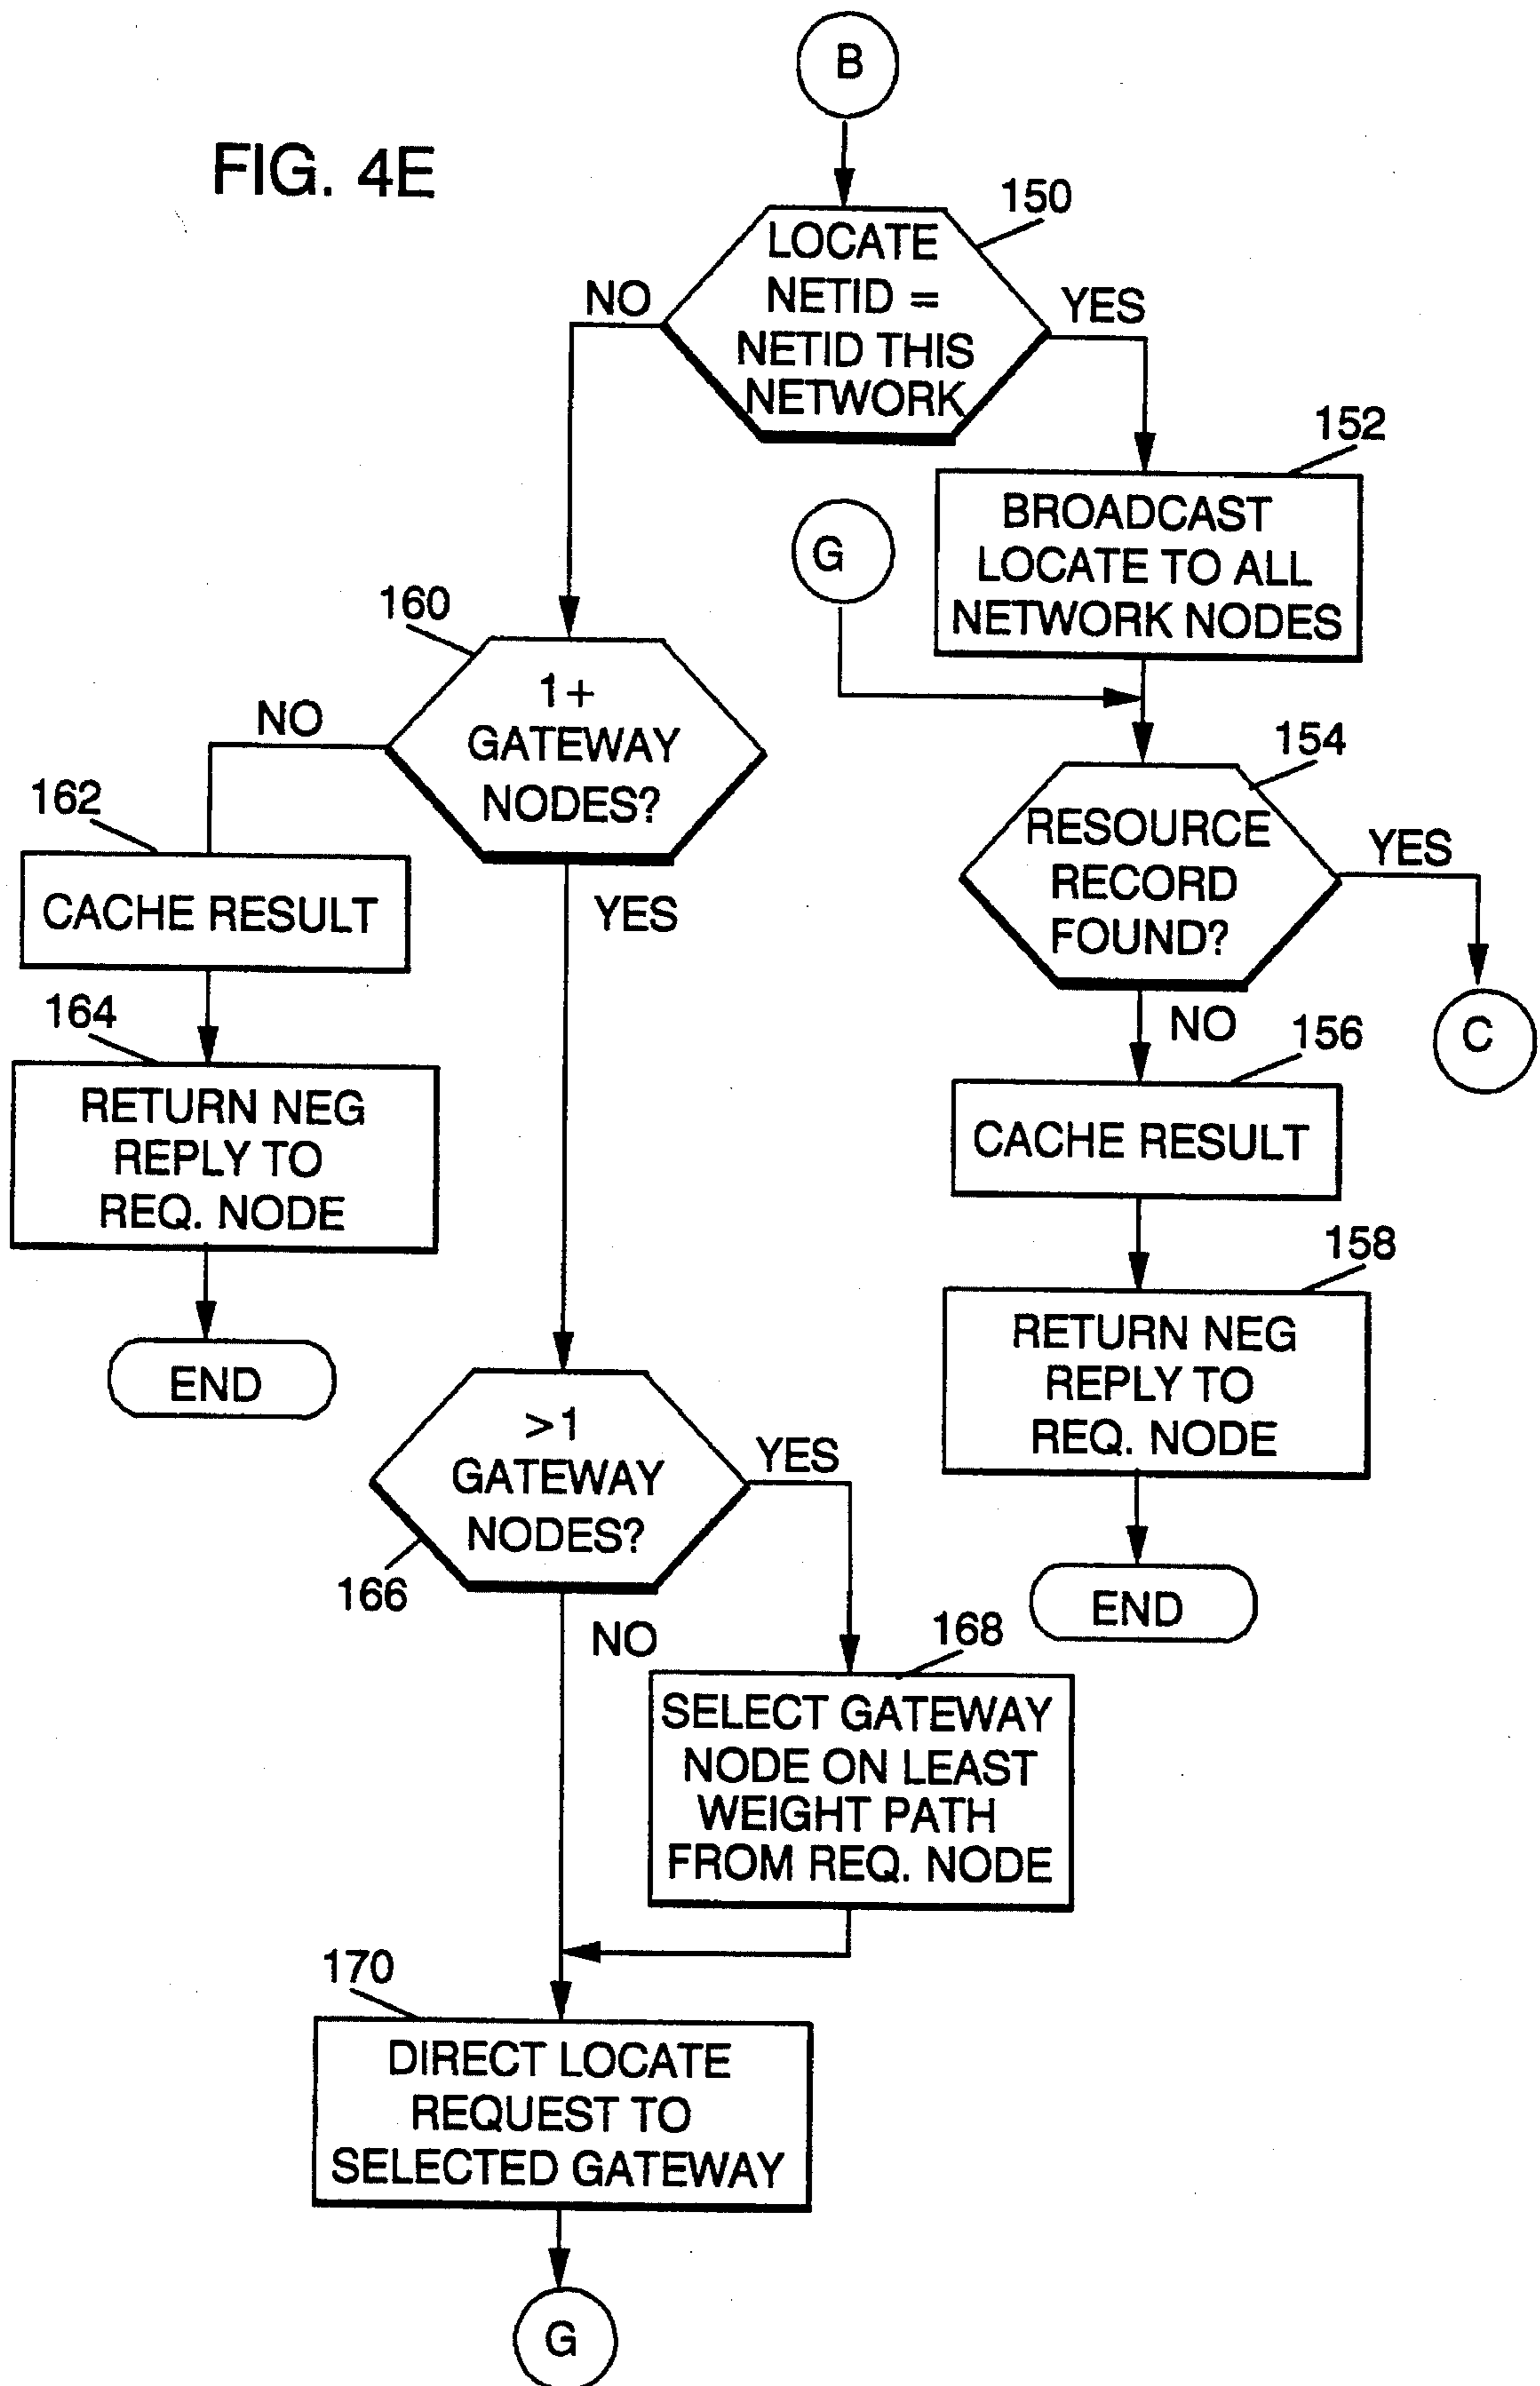 B
FIG. 4E
150
LOCATE
NETID =
NETID THIS
NETWORK
NO
YES
152
BROADCAST
LOCATE TO ALL
NETWORK NODES
G
160
1+
GATEWAY
NODES?
NO
YES
154
RESOURCE
RECORD
FOUND?
YES
NO
C
162
CACHE RESULT
164
RETURN NEG
REPLY TO
REQ. NODE
END
156
CACHE RESULT
158
RETURN NEG
REPLY TO
REQ. NODE
END
>1
GATEWAY
NODES?
YES
166
NO
168
SELECT GATEWAY
NODE ON LEAST
WEIGHT PATH
FROM REQ. NODE
170
DIRECT LOCATE
REQUEST TO
SELECTED GATEWAY
G